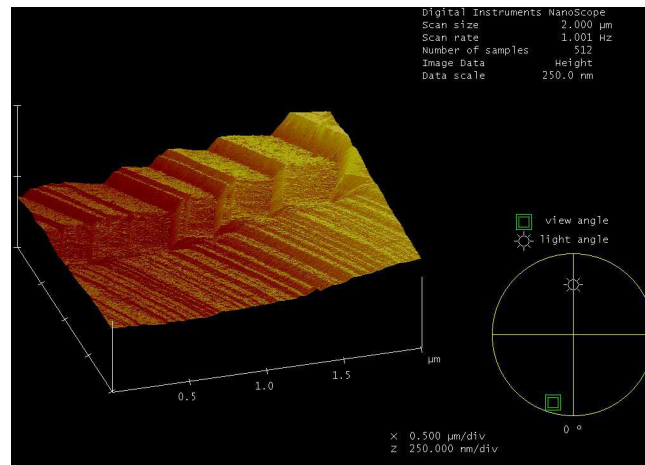 Digital Instruments NanoScope
Scan size 2.000 µm
Scan rate 1.001 Hz
Number of samples 512
Image Data Height
Data scale 250.0 nm
view angle
light angle
0.5
1.0
1.5
µm
0 º
X 0.500 µm/div
Z 250.000 nm/div